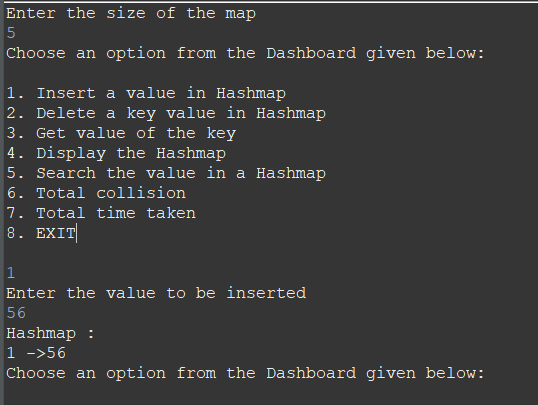 Enter the size of the map
5
Choose an option from the Dashboard given below:
1. Insert a value in Hashmap
2. Delete a key value in Hashmap
3. Get value of the key
4. Display the Hashmap
5. Search the value in a Hashmap
6. Total collision
7. Total time taken
8. EXIT
1
Enter the value to be inserted
56
Hashmap :
1 ->56
Choose an option from the Dashboard given below: